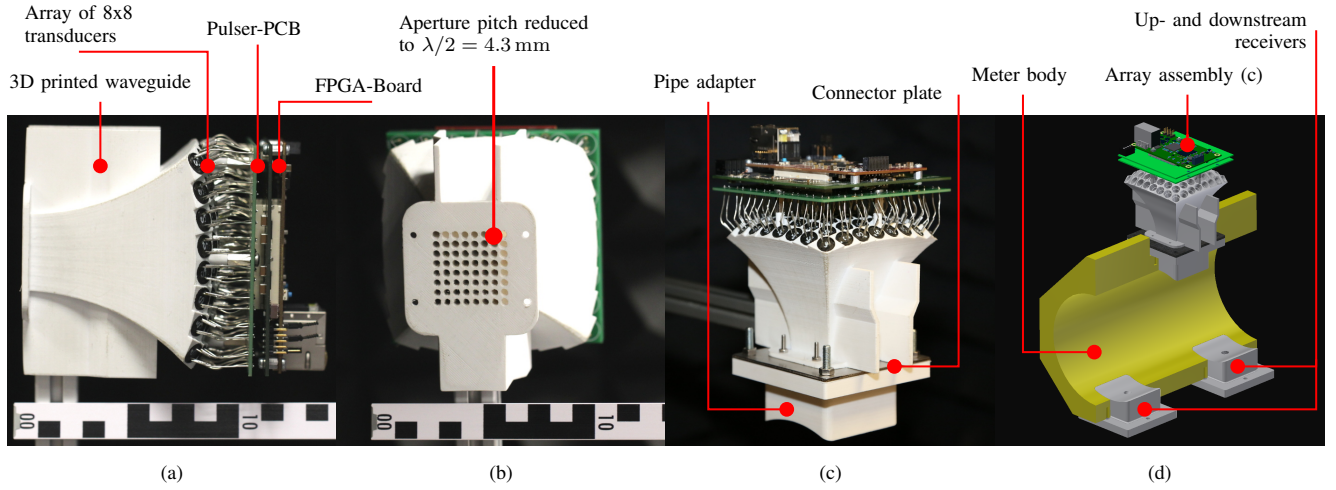 Array of 8x8
transducers
Pulser-PCB
3D printed waveguide
FPGA-Board
Aperture pitch reduced
to λ/2 = 4.3 mm
Pipe adapter
Connector plate
Meter body
Up- and downstream
receivers
Array assembly (c)
00
10
00
10
(a)
(b)
(c)
(d)